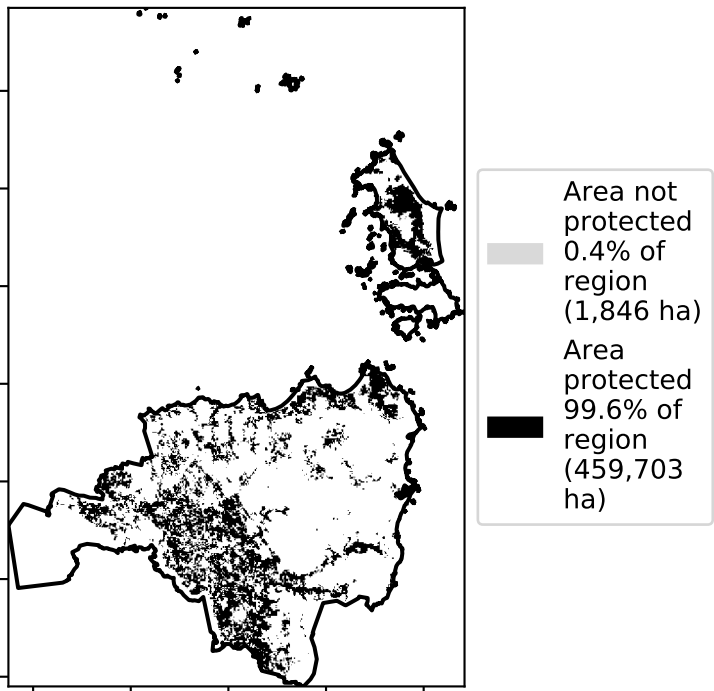 Area not
protected
0.4% of
region
(1,846 ha)
Area
protected
99.6% of
region
(459,703
ha)